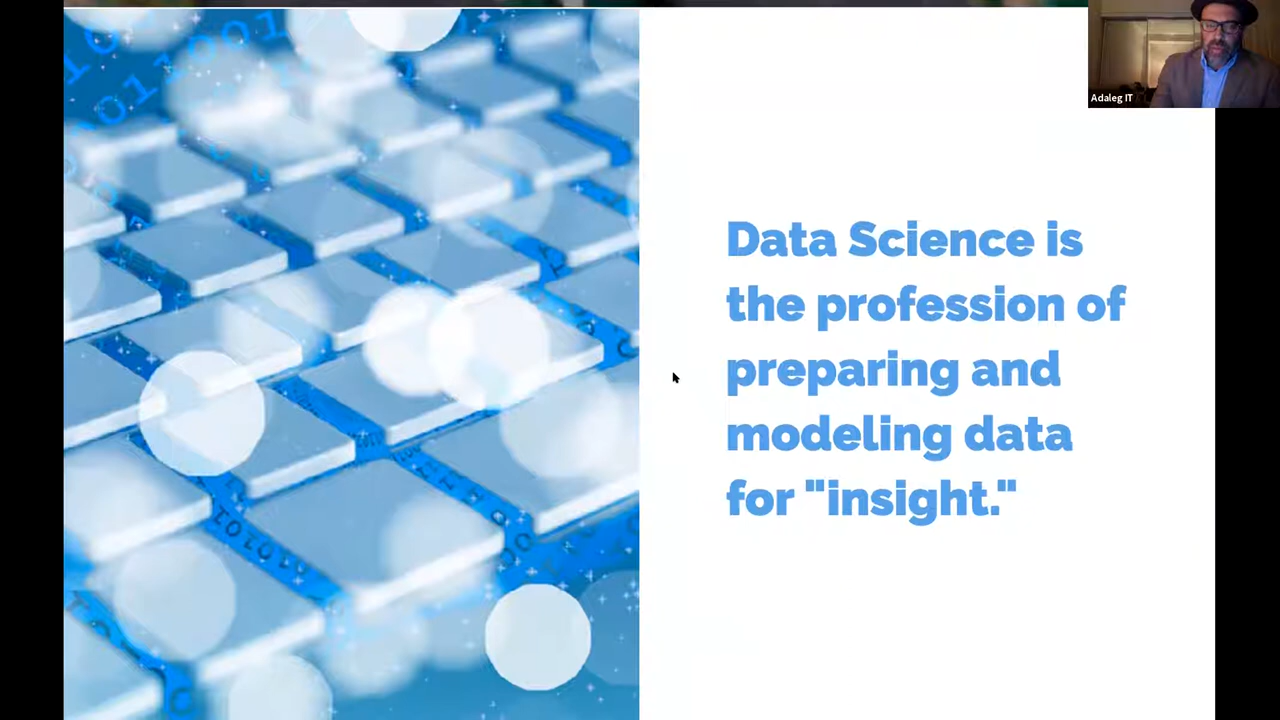 Adaleg IT
Data Science is
the profession of
preparing and
modeling data
for "insight."